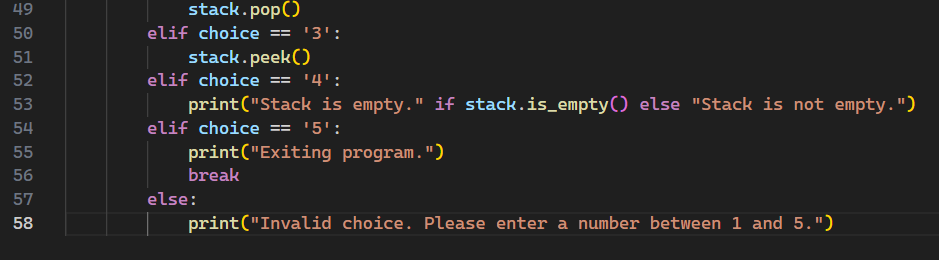 49 stack.pop()
50 elif choice == '3':
51 stack.peek()
52 elif choice == '4':
53 print("Stack is empty." if stack.is_empty() else "Stack is not empty.")
54 elif choice == '5':
55 print("Exiting program.")
56 break
57 else:
58 print("Invalid choice. Please enter a number between 1 and 5.")